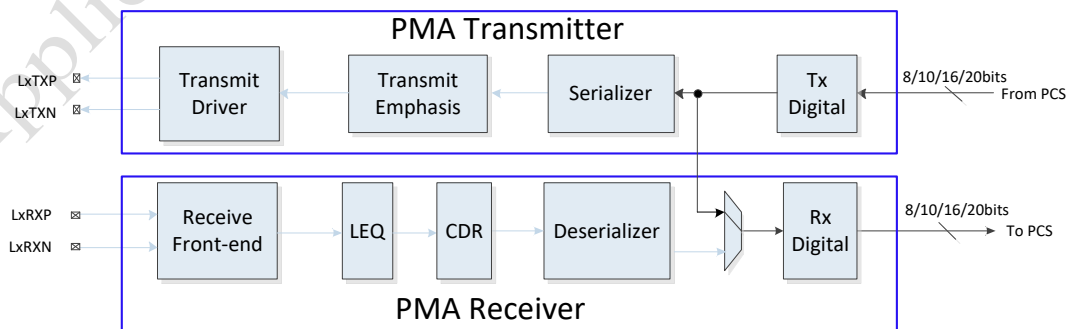 PMA Transmitter
LxTXP
LxTXN
Transmit
Driver
Transmit
Emphasis
Serializer
Tx
Digital
8/10/16/20bits
From PCS
LxRXP
LxRXN
Receive
Front-end
LEQ
CDR
Deserializer
Rx
Digital
8/10/16/20bits
To PCS
PMA Receiver